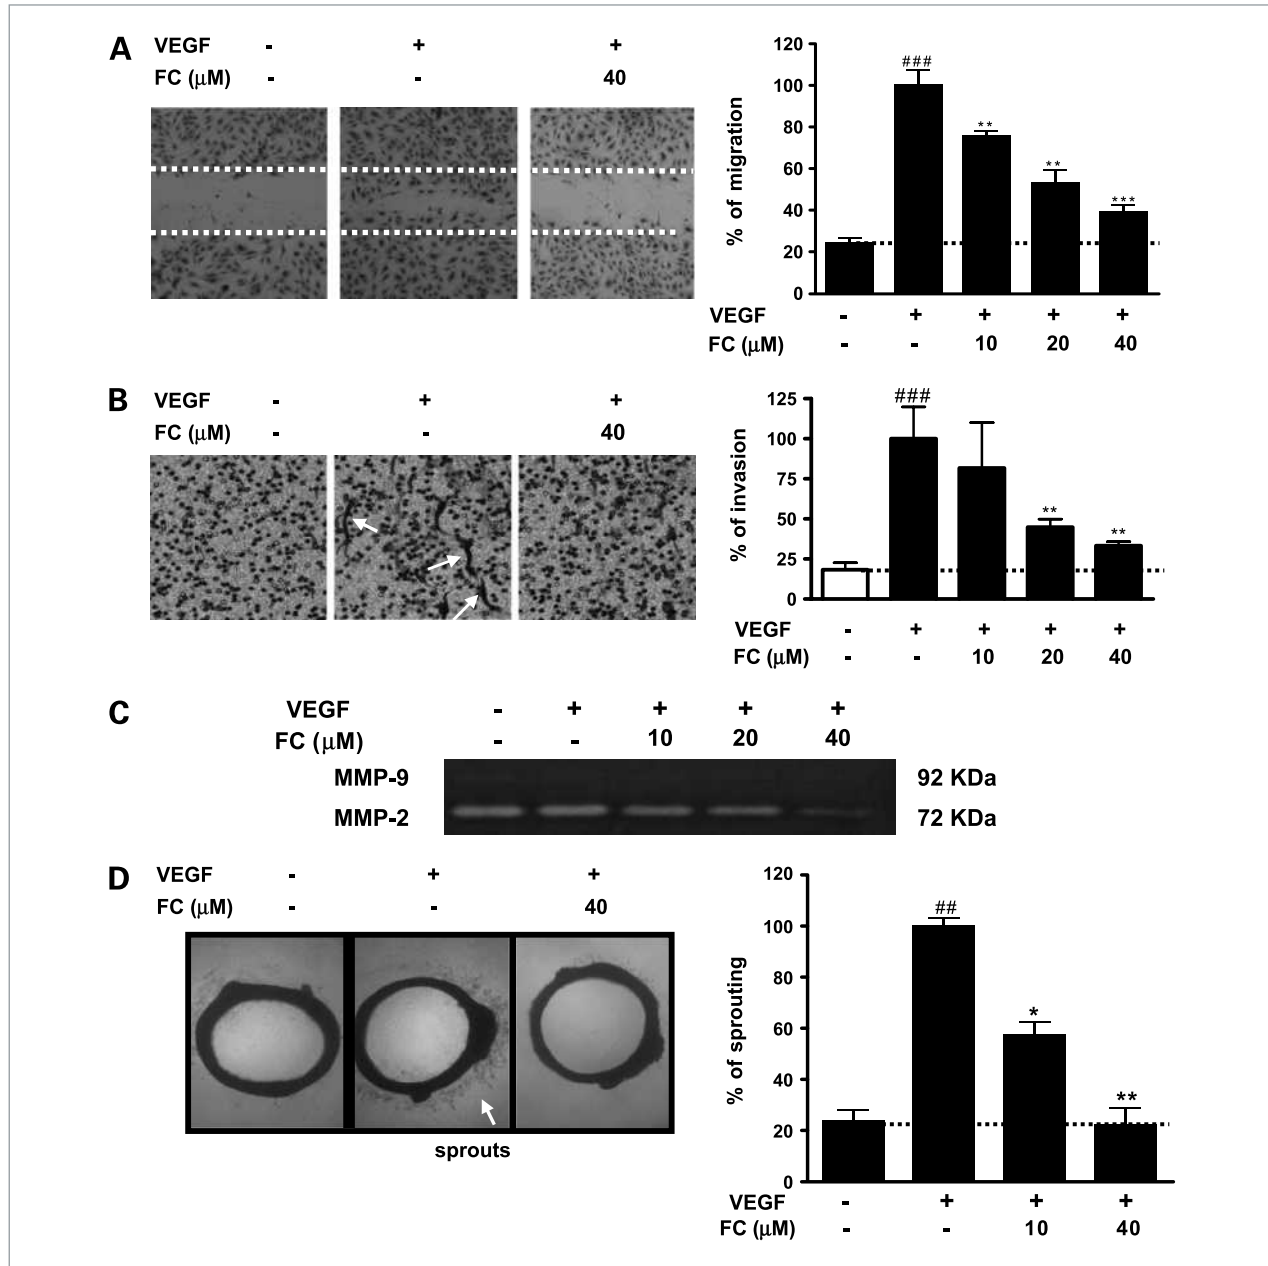 A
VEGF - + +
FC (μM) - - 40
120
100
80
60
40
20
0
% of migration
###
**
**
***
VEGF - + + + +
FC (μM) - - 10 20 40
B
VEGF - + +
FC (μM) - - 40
125
100
75
50
25
0
% of invasion
###
**
**
VEGF - + + + +
FC (μM) - - 10 20 40
C
VEGF - + + + +
FC (μM) - - 10 20 40
MMP-9 92 KDa
MMP-2 72 KDa
D
VEGF - + +
FC (μM) - - 40
sprouts
120
100
80
60
40
20
0
% of sprouting
##
*
**
VEGF - + + +
FC (μM) - - 10 40